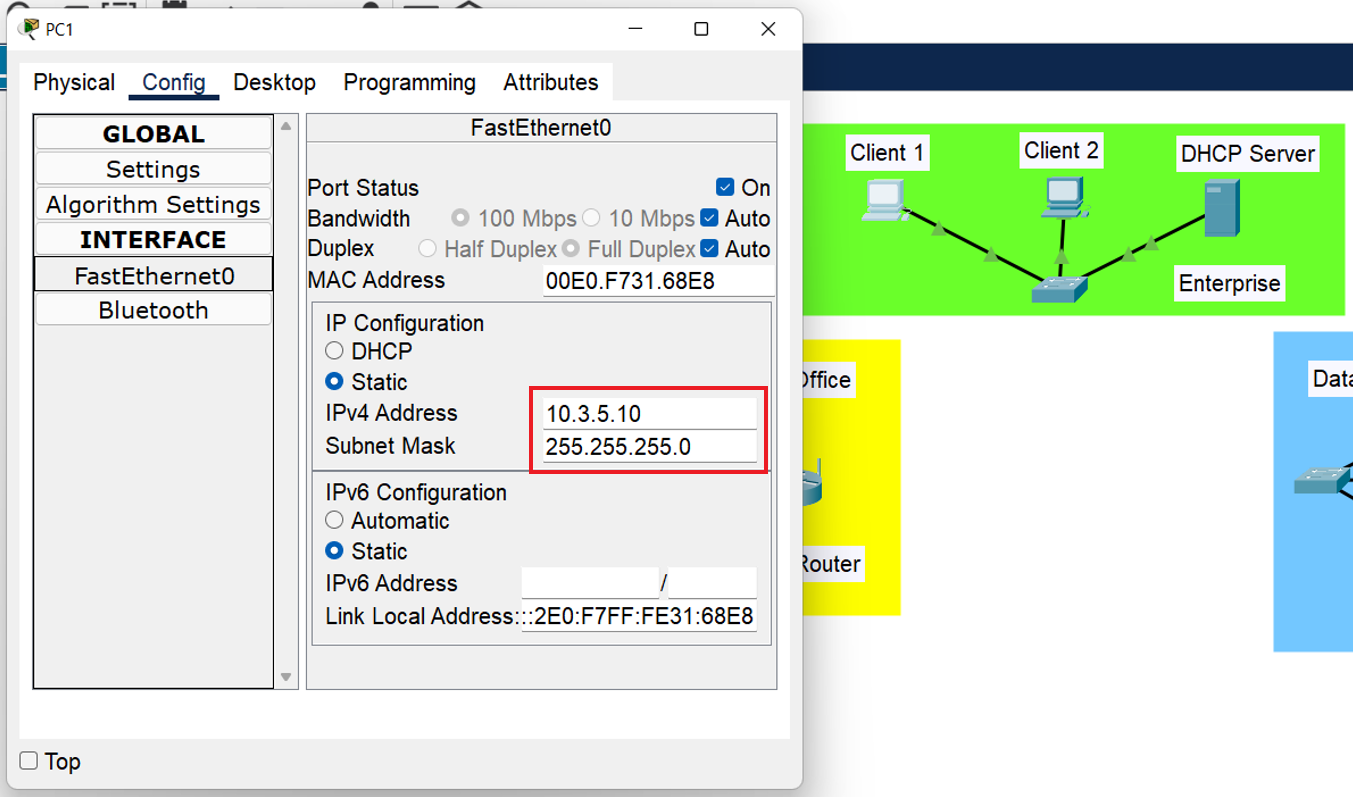 PC1
Physical Config Desktop Programming Attributes
GLOBAL
Settings
Algorithm Settings
INTERFACE
FastEthernet0
Bluetooth
FastEthernet0
Port Status On
Bandwidth 100 Mbps 10 Mbps Auto
Duplex Half Duplex Full Duplex Auto
MAC Address 00E0.F731.68E8
IP Configuration
DHCP
Static
IPv4 Address 10.3.5.10
Subnet Mask 255.255.255.0
IPv6 Configuration
Automatic
Static
IPv6 Address /
Link Local Address:::2E0:F7FF:FE31:68E8
Top
Client 1
Client 2
DHCP Server
Enterprise
Office
Router